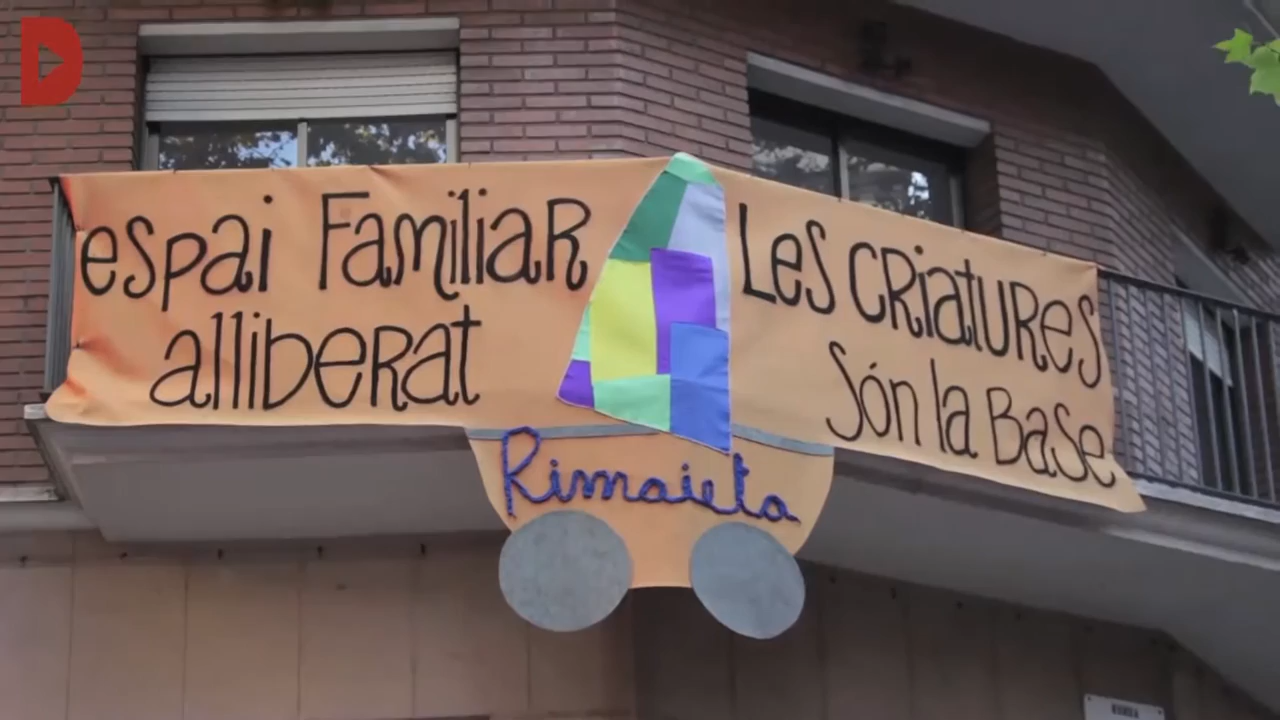 D
espai Familiar
alliberat
Les CRiatURes
Són la Base
Rimaieta